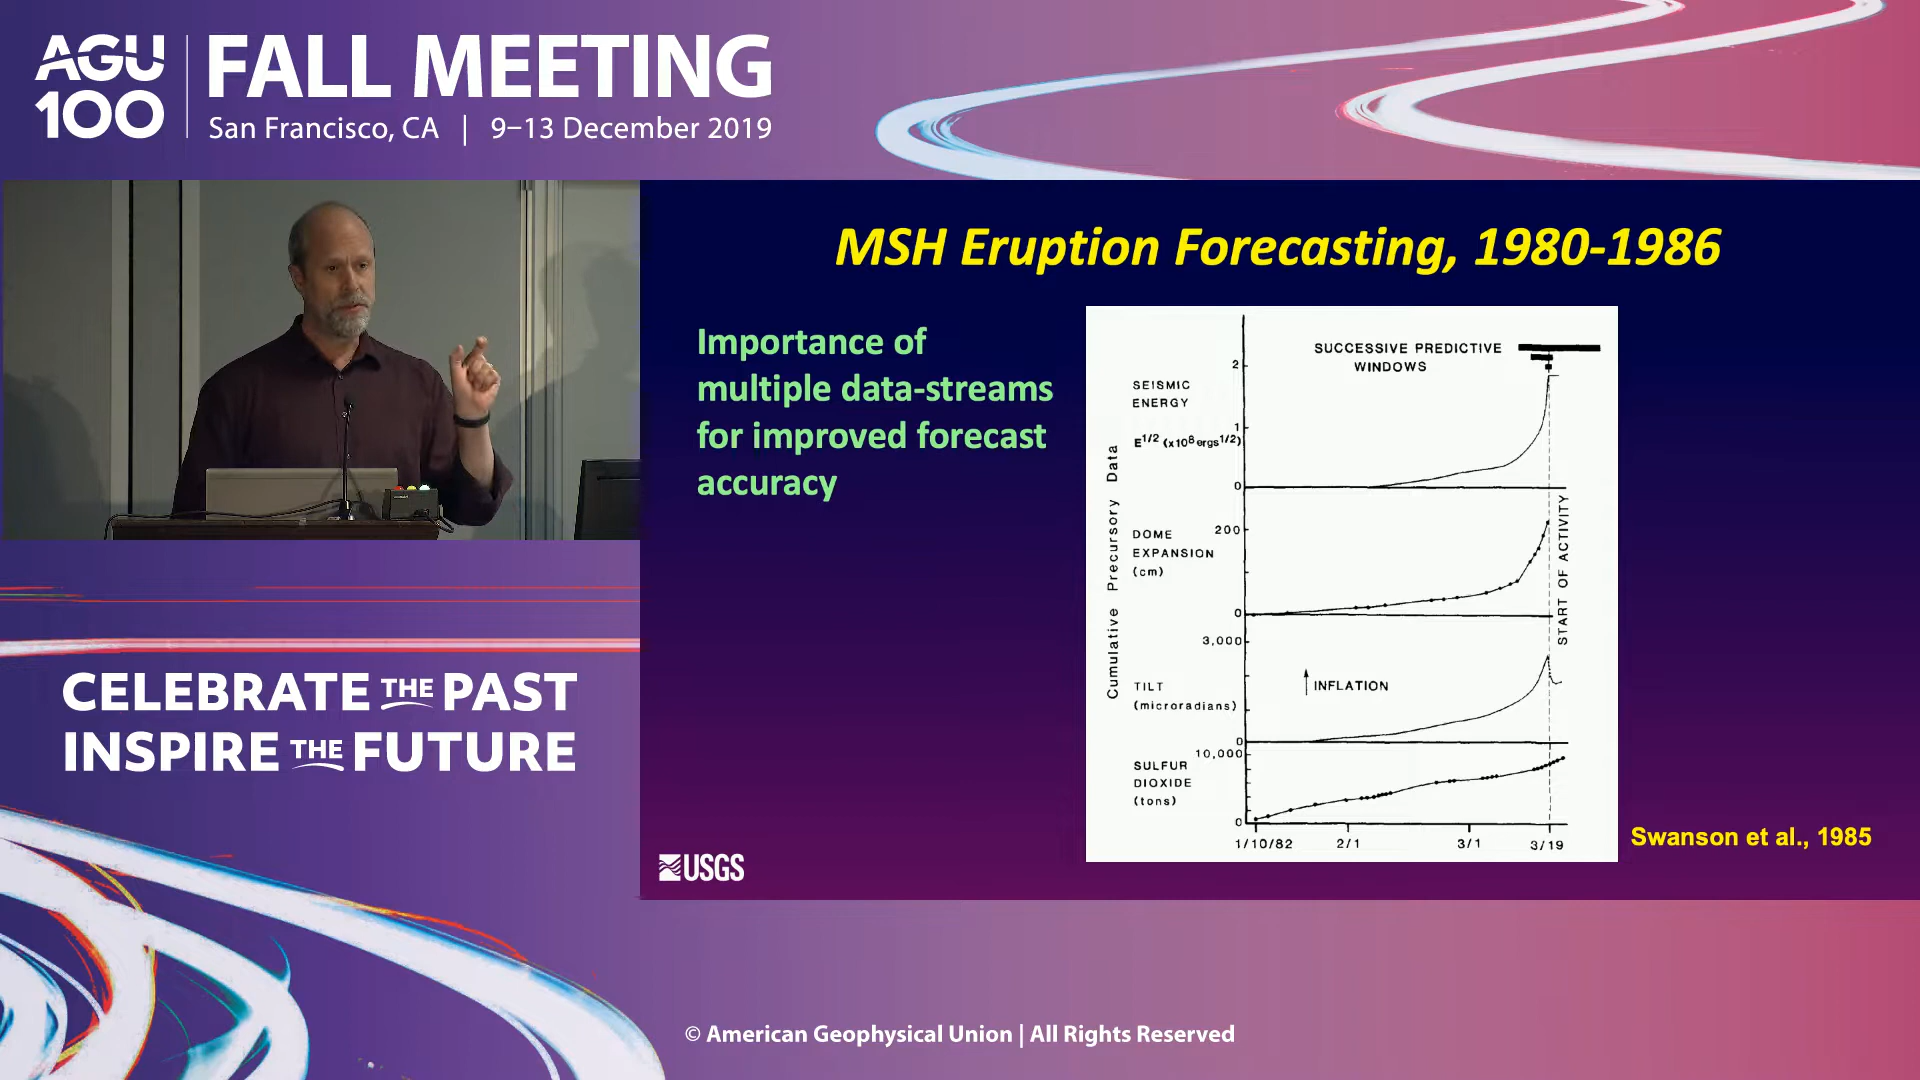 AGU
100
FALL MEETING
San Francisco, CA | 9–13 December 2019
MSH Eruption Forecasting, 1980-1986
Importance of
multiple data-streams
for improved forecast
accuracy
SUCCESSIVE PREDICTIVE
WINDOWS
Cumulative Precursory Data
SEISMIC
ENERGY
E1/2 (x10⁸ ergs1/2)
2
1
0
DOME
EXPANSION
(cm)
200
0
START OF ACTIVITY
TILT
(microradians)
3,000
0
INFLATION
SULFUR
DIOXIDE
(tons)
10,000
0
1/10/82 2/1 3/1 3/19
Swanson et al., 1985
USGS
CELEBRATE THE PAST
INSPIRE THE FUTURE
© American Geophysical Union | All Rights Reserved